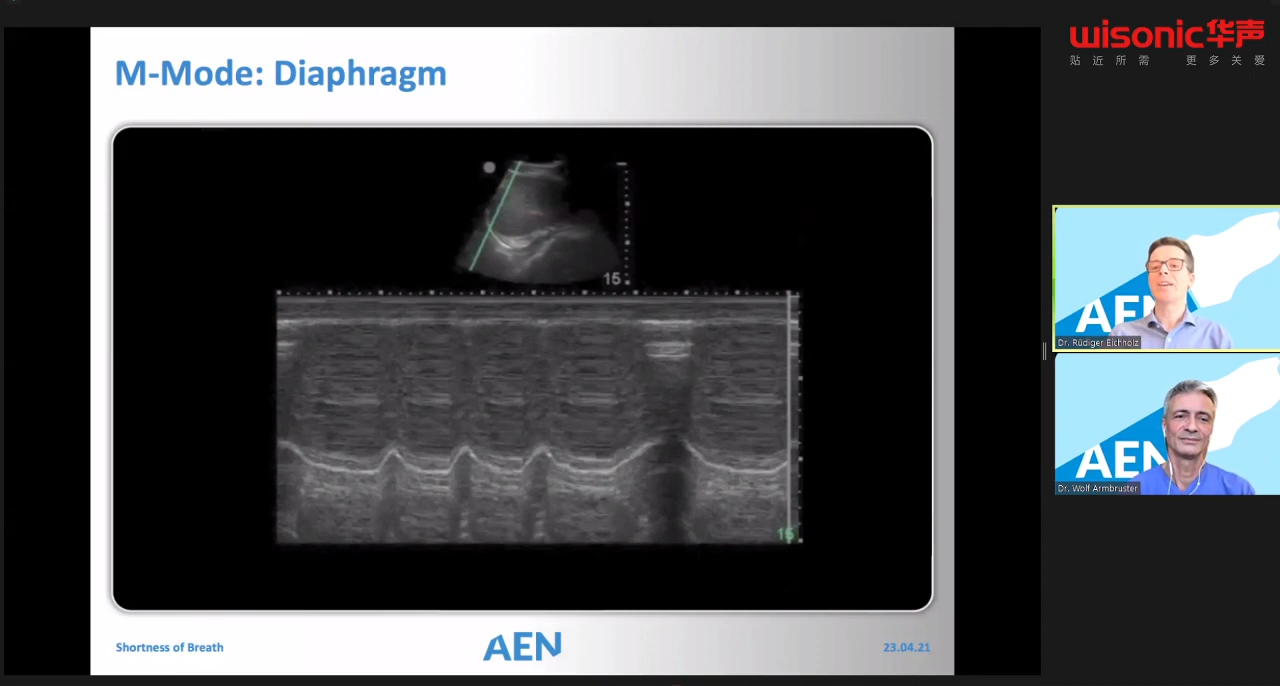 wisonic华声
贴近所需 更多关爱
M-Mode: Diaphragm
15
15
AEN
Dr. Rüdiger Eichholz
AEN
Dr. Wolf Armbruster
Shortness of Breath
AEN
23.04.21